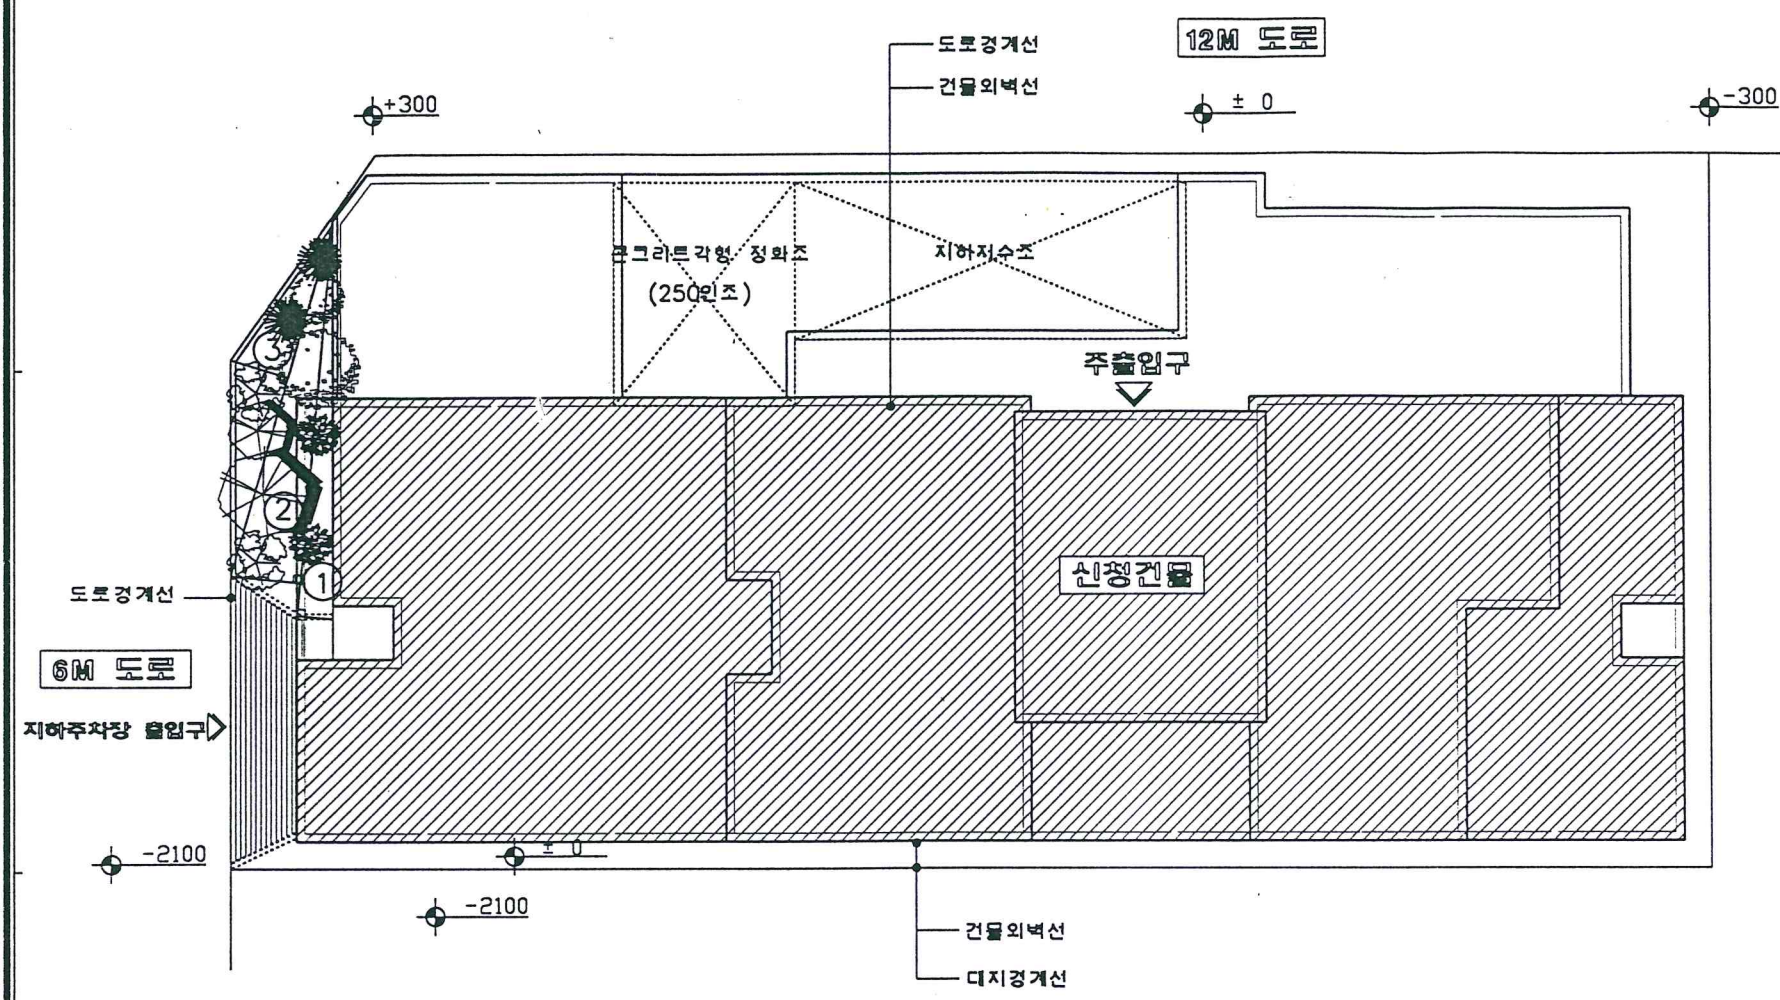 도로경계선
12M 도로
건물외벽선
+300
± 0
-300
콘크리트각형 정화조
(250인조)
지하저수조
주출입구
3
2
1
신청건물
도로경계선
6M 도로
지하주차장 출입구
-2100
± 0
-2100
건물외벽선
대지경계선